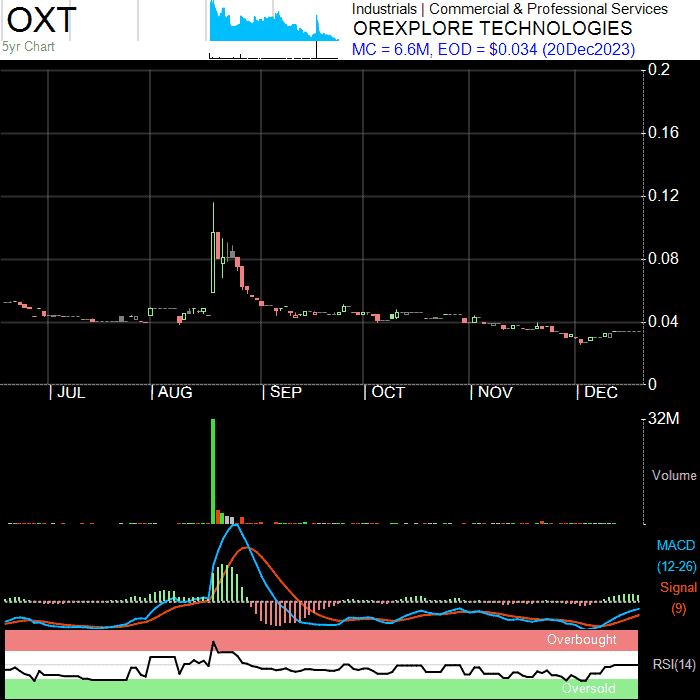 OXT
5yr Chart
Industrials | Commercial & Professional Services
OREXPLORE TECHNOLOGIES
MC = 6.6M, EOD = $0.034 (20Dec2023)
0.2
0.16
0.12
0.08
0.04
0
JUL
AUG
SEP
OCT
NOV
DEC
32M
Volume
MACD
(12-26)
Signal
(9)
Overbought
RSI(14)
Oversold